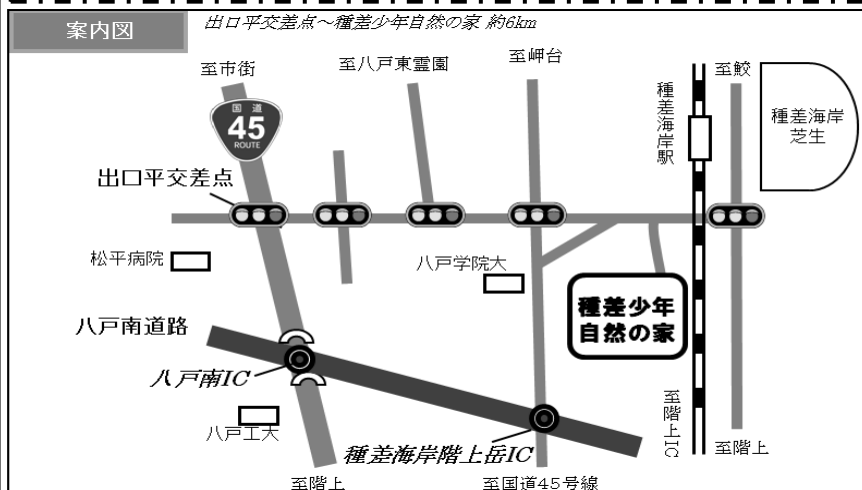 案内図
出口平交差点～種差少年自然の家 約6km
至市街
至八戸東霊園
至岬台
至鮫
種差海岸駅
種差海岸
芝生
国道
45
ROUTE
出口平交差点
松平病院
八戸学院大
種差少年
自然の家
八戸南道路
八戸南IC
八戸工大
種差海岸階上岳IC
至階上IC
至階上
至階上
至国道45号線